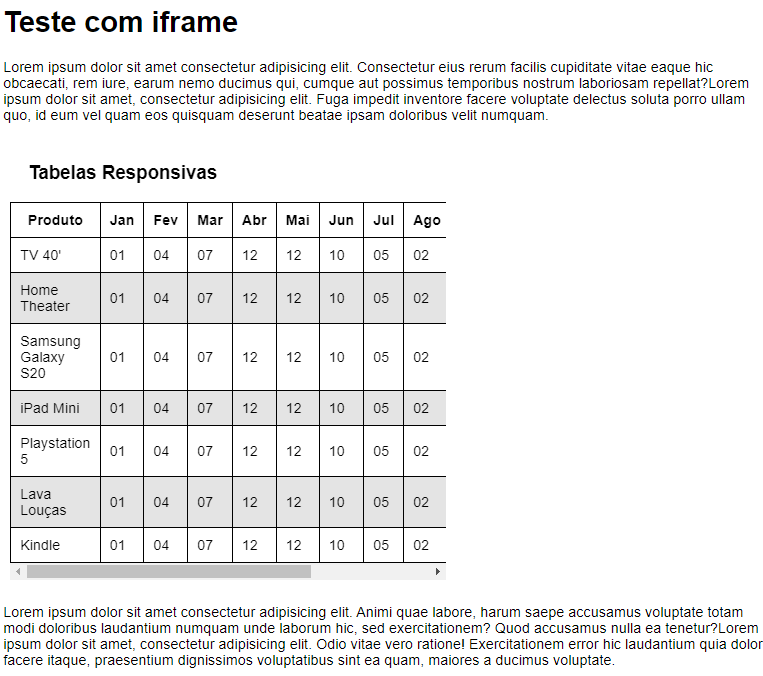 Teste com iframe
Lorem ipsum dolor sit amet consectetur adipisicing elit. Consectetur eius rerum facilis cupiditate vitae eaque hic
obcaecati, rem iure, earum nemo ducimus qui, cumque aut possimus temporibus nostrum laboriosam repellat?Lorem
ipsum dolor sit amet, consectetur adipisicing elit. Fuga impedit inventore facere voluptate delectus soluta porro ullam
quo, id eum vel quam eos quisquam deserunt beatae ipsam doloribus velit numquam.
Tabelas Responsivas
Produto Jan Fev Mar Abr Mai Jun Jul Ago
TV 40' 01 04 07 12 12 10 05 02
Home
Theater 01 04 07 12 12 10 05 02
Samsung
Galaxy 01 04 07 12 12 10 05 02
S20
iPad Mini 01 04 07 12 12 10 05 02
Playstation
5 01 04 07 12 12 10 05 02
Lava
Louças 01 04 07 12 12 10 05 02
Kindle 01 04 07 12 12 10 05 02
Lorem ipsum dolor sit amet consectetur adipisicing elit. Animi quae labore, harum saepe accusamus voluptate totam
modi doloribus laudantium numquam unde laborum hic, sed exercitationem? Quod accusamus nulla ea tenetur?Lorem
ipsum dolor sit amet, consectetur adipisicing elit. Odio vitae vero ratione! Exercitationem error hic laudantium quia dolor
facere itaque, praesentium dignissimos voluptatibus sint ea quam, maiores a ducimus voluptate.